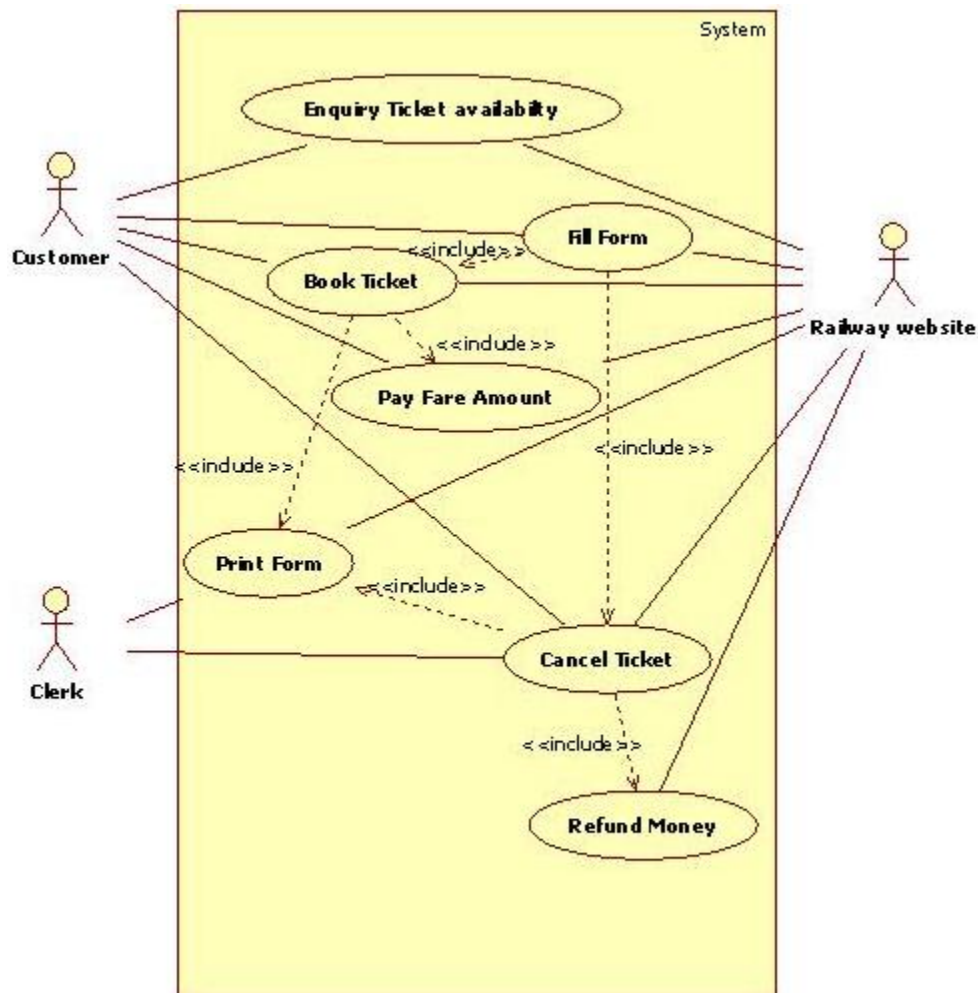 System
Enquiry Ticket availabilty
Customer
Fill Form
<<include>>
Book Ticket
Railway website
<<include>>
Pay Fare Amount
<<include>>
<<include>>
Print Form
<<include>>
Clerk
Cancel Ticket
<<include>>
Refund Money